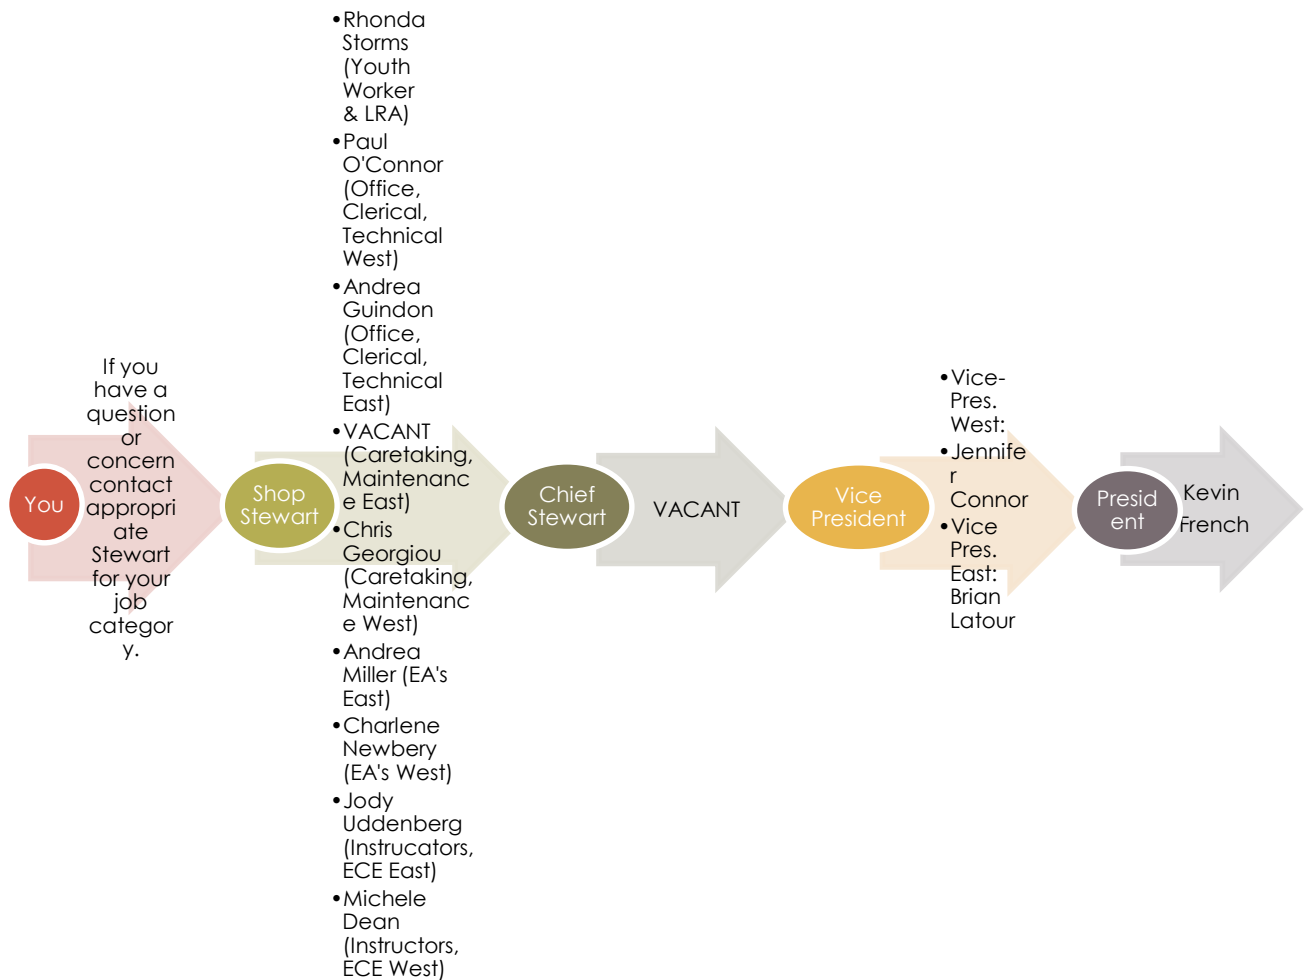 You
If you
have a
question
or
concern
contact
appropri
ate
Stewart
for your
job
categor
y.
Shop
Stewart
•Rhonda
Storms
(Youth
Worker
& LRA)
•Paul
O'Connor
(Office,
Clerical,
Technical
West)
•Andrea
Guindon
(Office,
Clerical,
Technical
East)
•VACANT
(Caretaking,
Maintenanc
e East)
•Chris
Georgiou
(Caretaking,
Maintenanc
e West)
•Andrea
Miller (EA's
East)
•Charlene
Newbery
(EA's West)
•Jody
Uddenberg
(Instrucators,
ECE East)
•Michele
Dean
(Instructors,
ECE West)
Chief
Stewart
VACANT
Vice
President
•Vice-
Pres.
West:
•Jennife
r
Connor
•Vice
Pres.
East:
Brian
Latour
Presid
ent
Kevin
French